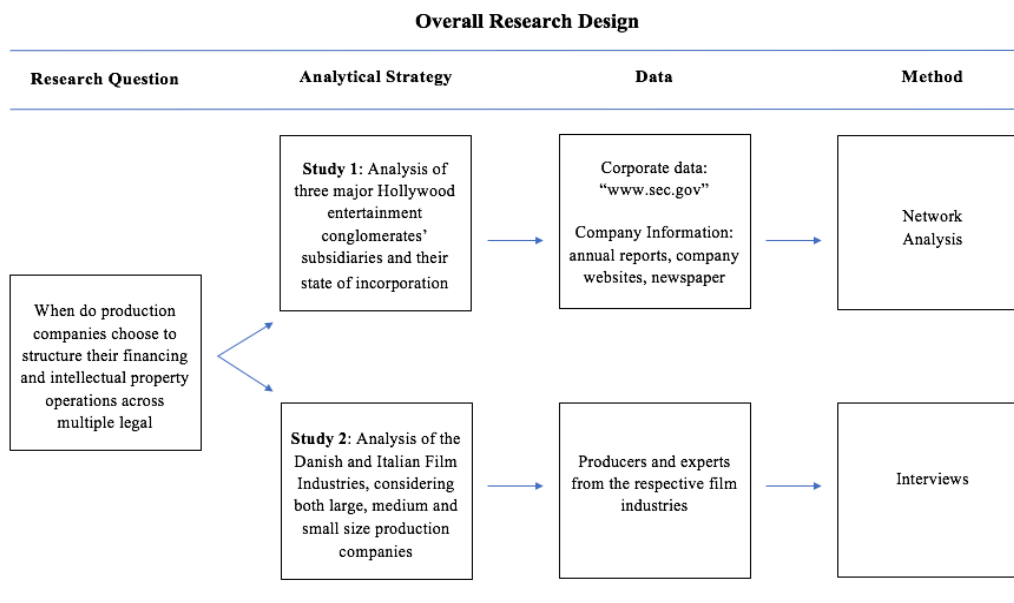 Overall Research Design
Research Question
Analytical Strategy
Data
Method
When do production
companies choose to
structure their financing
and intellectual property
operations across
multiple legal
Study 1: Analysis of
three major Hollywood
entertainment
conglomerates’
subsidiaries and their
state of incorporation
Corporate data:
“www.sec.gov”
Company Information:
annual reports, company
websites, newspaper
Network
Analysis
Study 2: Analysis of the
Danish and Italian Film
Industries, considering
both large, medium and
small size production
companies
Producers and experts
from the respective film
industries
Interviews